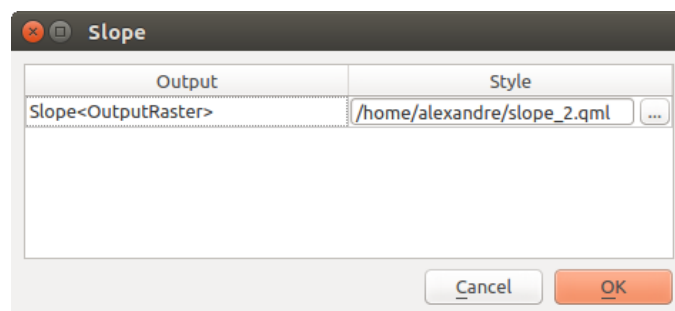 Slope
Output Style
Slope<OutputRaster> /home/alexandre/slope_2.qml ...
Cancel OK